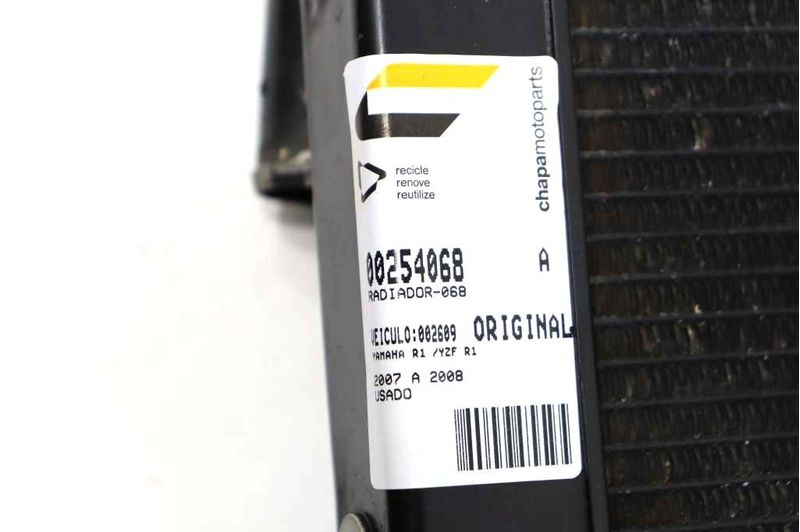 recicle
renove
reutilize
chapamotoparts
00254068 A
RADIADOR-068
VEICULO:002609 ORIGINAL
YAMAHA R1 /YZF R1
2007 A 2008
USADO